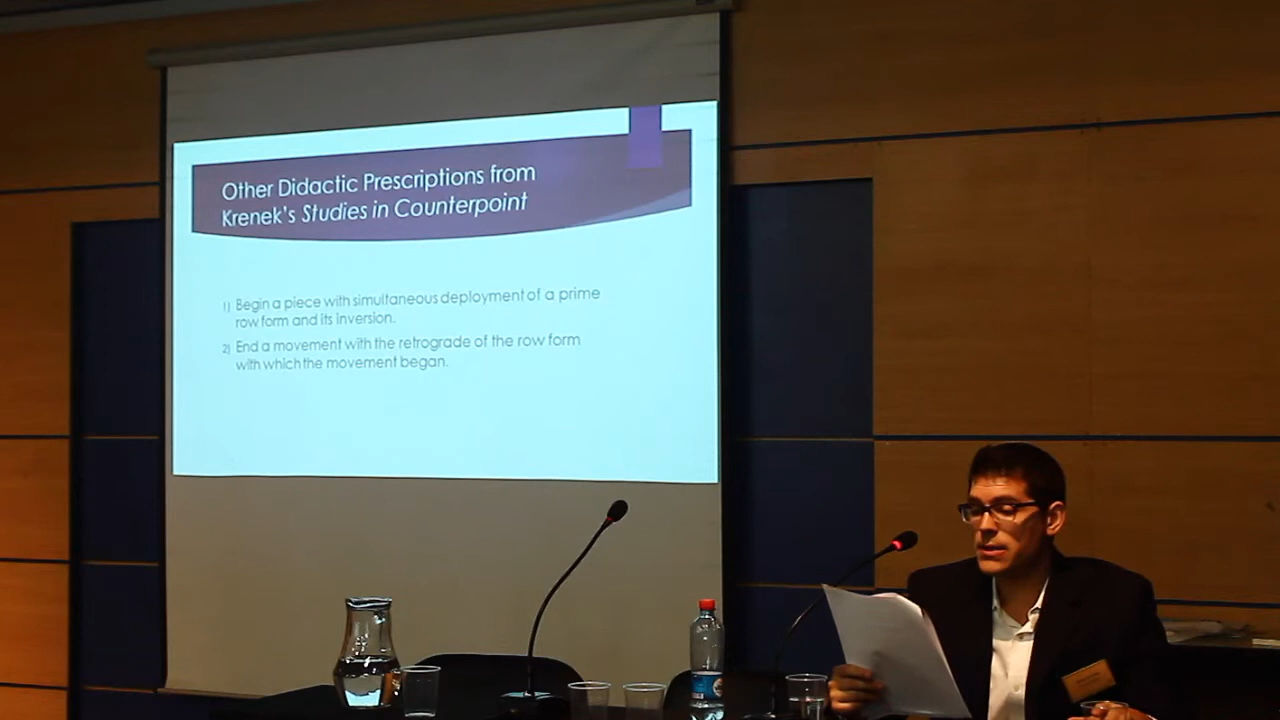 Other Didactic Prescriptions from
Krenek's Studies in Counterpoint
1) Begin a piece with simultaneous deployment of a prime
row form and its inversion.
2) End a movement with the retrograde of the row form
with which the movement began.